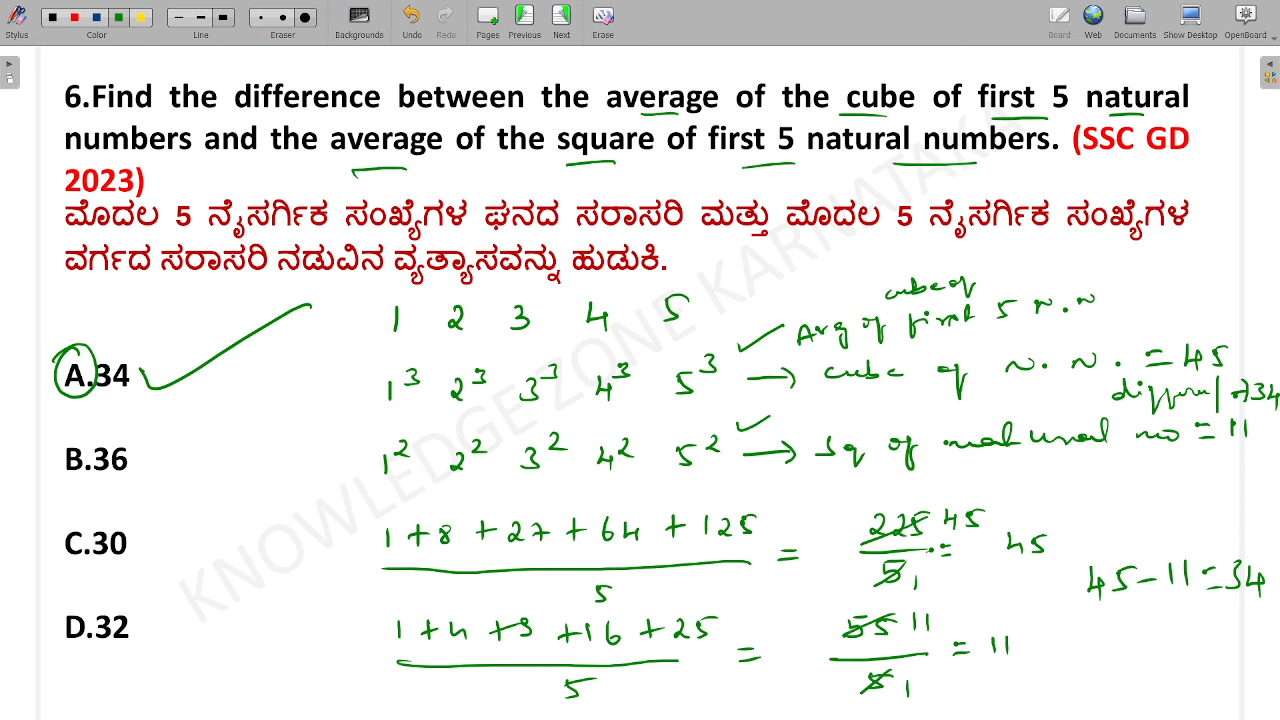 Stylus Color Line Eraser Backgrounds Undo Redo Pages Previous Next Erase Board Web Documents Show Desktop OpenBoard
6.Find the difference between the average of the cube of first 5 natural
numbers and the average of the square of first 5 natural numbers. (SSC GD
2023)
ಮೊದಲ 5 ನೈಸರ್ಗಿಕ ಸಂಖ್ಯೆಗಳ ಘನದ ಸರಾಸರಿ ಮತ್ತು ಮೊದಲ 5 ನೈಸರ್ಗಿಕ ಸಂಖ್ಯೆಗಳ
ವರ್ಗದ ಸರಾಸರಿ ನಡುವಿನ ವ್ಯತ್ಯಾಸವನ್ನು ಹುಡುಕಿ.
cube of
1 2 3 4 5 Avg of first 5 N.N
A.34
1³ 2³ 3³ 4³ 5³ → cube of N.N. = 45
34
B.36
1² 2² 3² 4² 5² → Sq of natural no = 11
C.30
1 + 8 + 27 + 64 + 125 / 5 = 225 / 5 45 1 = 45
45 - 11 = 34
D.32
1 + 4 + 9 + 16 + 25 / 5 = 55 / 5 11 1 = 11
KNOWLEDGE ZONE KARNATAKA